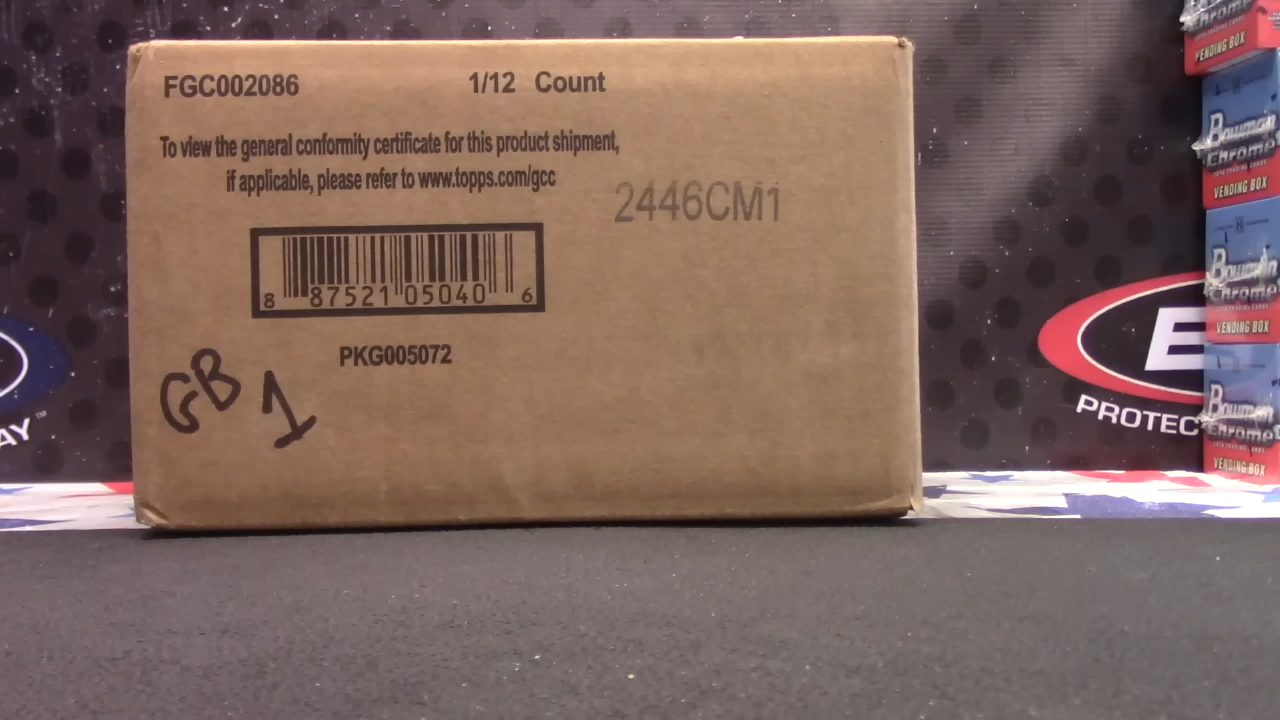 FGC002086 1/12 Count
To view the general conformity certificate for this product shipment,
if applicable, please refer to www.topps.com/gcc
2446CM1
8 87521 05040 6
PKG005072
GB 1
Chrome
VENDING BOX
Bowman
Chrome
VENDING BOX
Bowman
Chrome
VENDING BOX
Bowman
Chrome
VENDING BOX
PROTEC
AY™